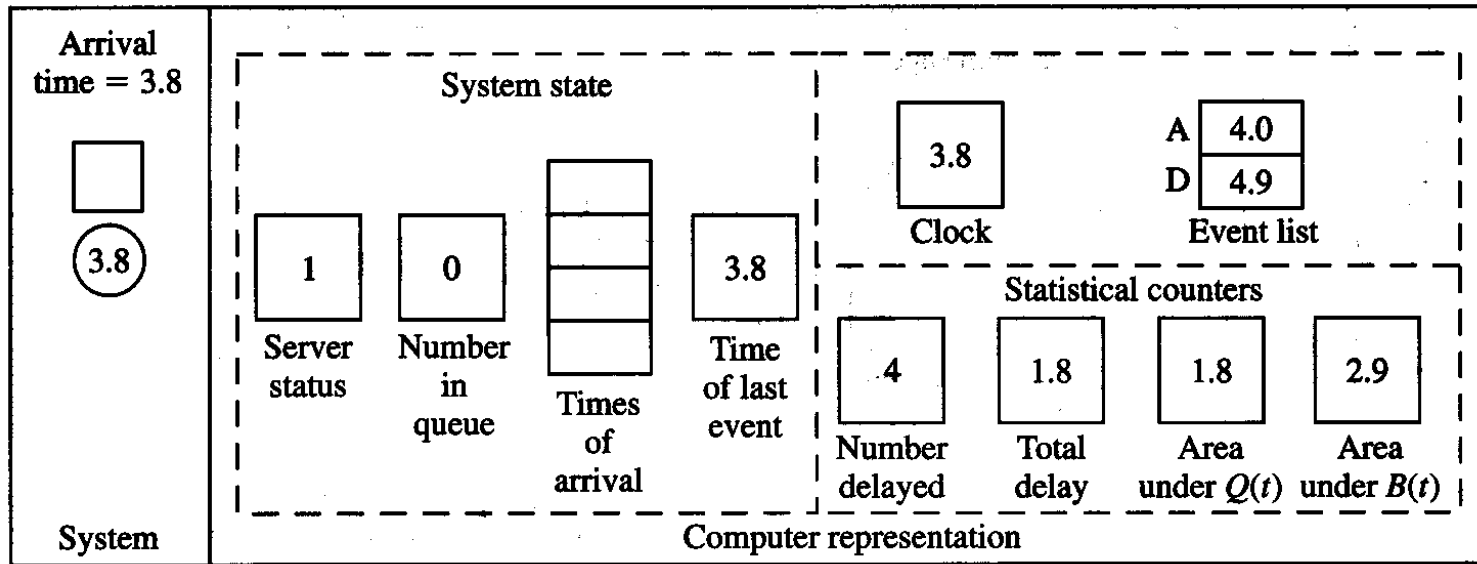 Arrival
time = 3.8
3.8
System
System state
1
Server
status
0
Number
in
queue
Times
of
arrival
3.8
Time
of last
event
3.8
Clock
A 4.0
D 4.9
Event list
Statistical counters
4
Number
delayed
1.8
Total
delay
1.8
Area
under Q(t)
2.9
Area
under B(t)
Computer representation